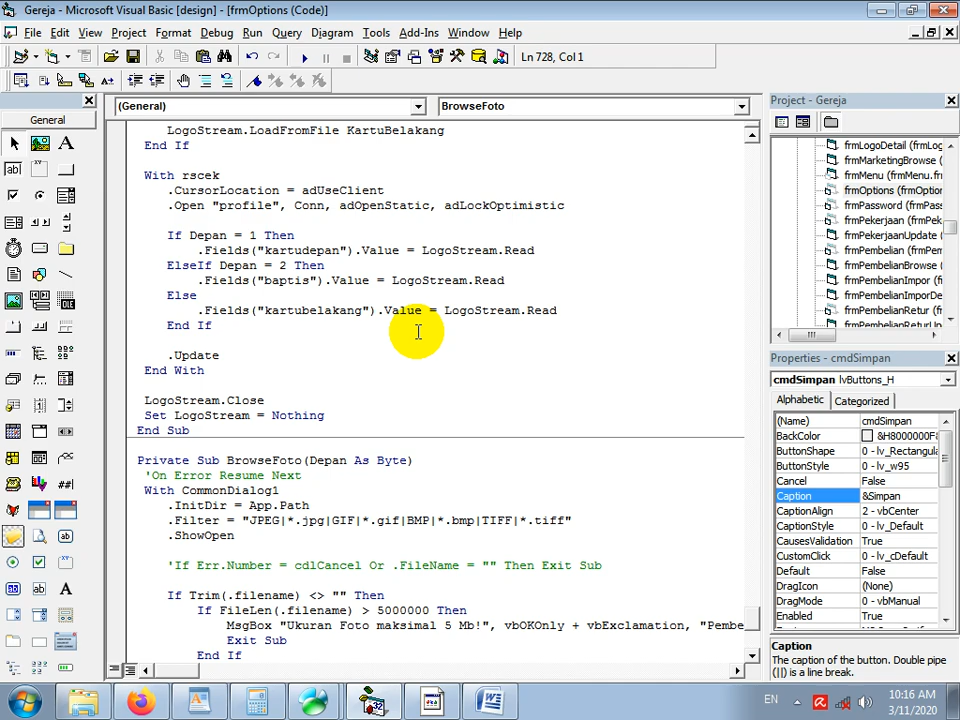 Gereja - Microsoft Visual Basic [design] - [frmOptions (Code)]
File Edit View Project Format Debug Run Query Diagram Tools Add-Ins Window Help
Ln 728, Col 1
General
(General)
BrowseFoto
LogoStream.LoadFromFile KartuBelakang
End If
With rscek
.CursorLocation = adUseClient
.Open "profile", Conn, adOpenStatic, adLockOptimistic
If Depan = 1 Then
.Fields("kartudepan").Value = LogoStream.Read
ElseIf Depan = 2 Then
.Fields("baptis").Value = LogoStream.Read
Else
.Fields("kartubelakang").Value = LogoStream.Read
End If
.Update
End With
LogoStream.Close
Set LogoStream = Nothing
End Sub
Private Sub BrowseFoto(Depan As Byte)
'On Error Resume Next
With CommonDialog1
.InitDir = App.Path
.Filter = "JPEG|*.jpg|GIF|*.gif|BMP|*.bmp|TIFF|*.tiff"
.ShowOpen
'If Err.Number = cdlCancel Or .FileName = "" Then Exit Sub
If Trim(.filename) <> "" Then
If FileLen(.filename) > 5000000 Then
MsgBox "Ukuran Foto maksimal 5 Mb!", vbOKOnly + vbExclamation, "Pembe
Exit Sub
End If
Project - Gereja
frmLogoDetail (frmLog
frmMarketingBrowse (
frmMenu (frmMenu.fr
frmOptions (frmOption
frmPassword (frmPas
frmPekerjaan (frmPek
frmPekerjaanUpdate (
frmPembelian (frmPem
frmPembelianBrowse (
frmPembelianImpor (f
frmPembelianImporDe
frmPembelianRetur (fr
frmPembelianReturUp
Properties - cmdSimpan
cmdSimpan lvButtons_H
Alphabetic Categorized
(Name) cmdSimpan
BackColor &H8000000F&
ButtonShape 0 - lv_Rectangula
ButtonStyle 0 - lv_w95
Cancel False
Caption &Simpan
CaptionAlign 2 - vbCenter
CaptionStyle 0 - lv_Default
CausesValidation True
CustomClick 0 - lv_cDefault
Default False
DragIcon (None)
DragMode 0 - vbManual
Enabled True
Caption
The caption of the button. Double pipe (||) is a line break.
EN
10:16 AM
3/11/2020